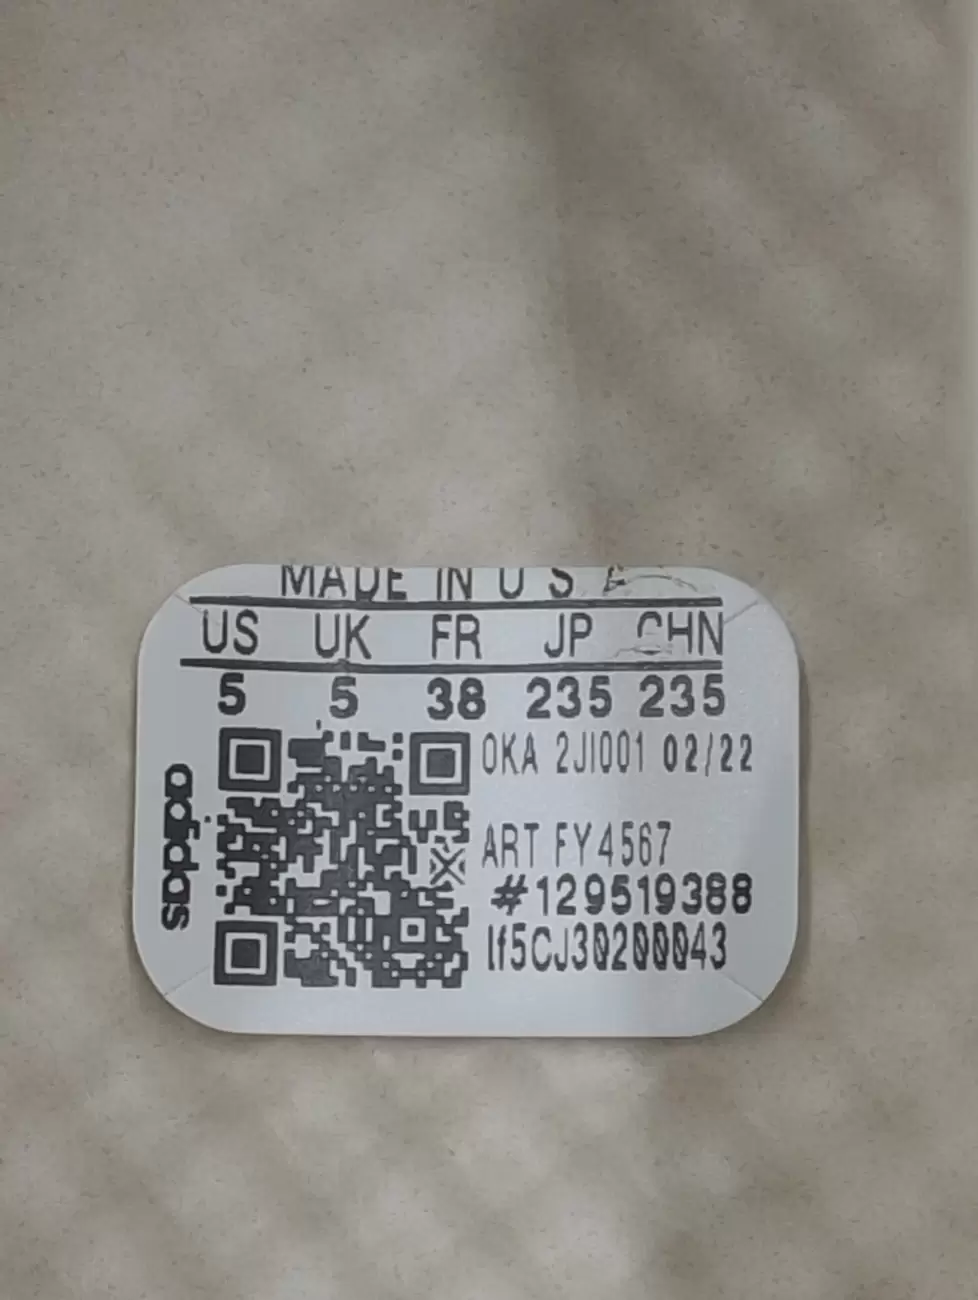 MADE IN U S A
US UK FR JP CHN
5 5 38 235 235
adidas
OKA 2JI001 02/22
ART FY4567
#129519388
lf5CJ30200043